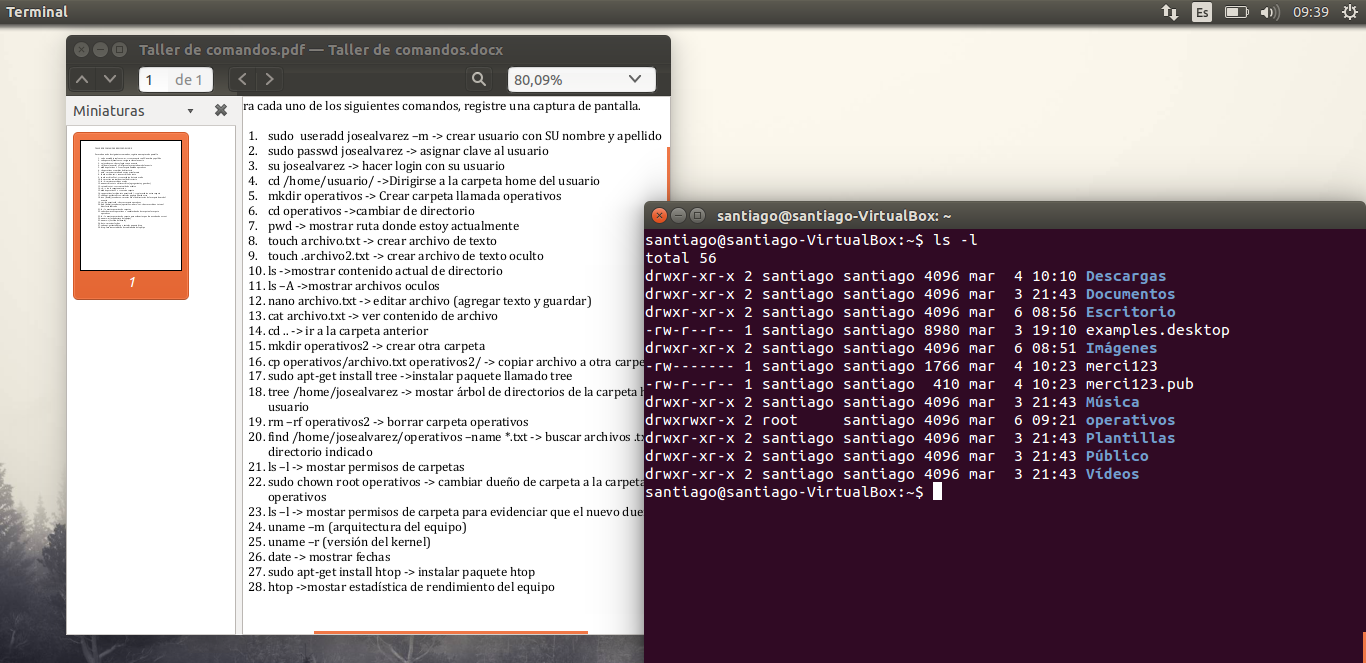 Terminal
Es
09:39
Taller de comandos.pdf — Taller de comandos.docx
1 de 1
80,09%
Miniaturas
1
ra cada uno de los siguientes comandos, registre una captura de pantalla.
1. sudo useradd josealvarez –m -> crear usuario con SU nombre y apellido
2. sudo passwd josealvarez -> asignar clave al usuario
3. su josealvarez -> hacer login con su usuario
4. cd /home/usuario/ ->Dirigirse a la carpeta home del usuario
5. mkdir operativos -> Crear carpeta llamada operativos
6. cd operativos ->cambiar de directorio
7. pwd -> mostrar ruta donde estoy actualmente
8. touch archivo.txt -> crear archivo de texto
9. touch .archivo2.txt -> crear archivo de texto oculto
10. ls ->mostrar contenido actual de directorio
11. ls –A ->mostrar archivos oculos
12. nano archivo.txt -> editar archivo (agregar texto y guardar)
13. cat archivo.txt -> ver contenido de archivo
14. cd .. -> ir a la carpeta anterior
15. mkdir operativos2 -> crear otra carpeta
16. cp operativos/archivo.txt operativos2/ -> copiar archivo a otra carpe
17. sudo apt-get install tree ->instalar paquete llamado tree
18. tree /home/josealvarez -> mostar árbol de directorios de la carpeta h
usuario
19. rm –rf operativos2 -> borrar carpeta operativos
20. find /home/josealvarez/operativos –name *.txt -> buscar archivos .tx
directorio indicado
21. ls –l -> mostar permisos de carpetas
22. sudo chown root operativos -> cambiar dueño de carpeta a la carpeta
operativos
23. ls –l -> mostar permisos de carpeta para evidenciar que el nuevo due
24. uname –m (arquitectura del equipo)
25. uname –r (versión del kernel)
26. date -> mostrar fechas
27. sudo apt-get install htop -> instalar paquete htop
28. htop ->mostar estadística de rendimiento del equipo
santiago@santiago-VirtualBox: ~
santiago@santiago-VirtualBox:~$ ls -l
total 56
drwxr-xr-x 2 santiago santiago 4096 mar  4 10:10 Descargas
drwxr-xr-x 2 santiago santiago 4096 mar  3 21:43 Documentos
drwxr-xr-x 2 santiago santiago 4096 mar  6 08:56 Escritorio
-rw-r--r-- 1 santiago santiago 8980 mar  3 19:10 examples.desktop
drwxr-xr-x 2 santiago santiago 4096 mar  6 08:51 Imágenes
-rw------- 1 santiago santiago 1766 mar  4 10:23 merci123
-rw-r--r-- 1 santiago santiago  410 mar  4 10:23 merci123.pub
drwxr-xr-x 2 santiago santiago 4096 mar  3 21:43 Música
drwxrwxr-x 2 root     santiago 4096 mar  6 09:21 operativos
drwxr-xr-x 2 santiago santiago 4096 mar  3 21:43 Plantillas
drwxr-xr-x 2 santiago santiago 4096 mar  3 21:43 Público
drwxr-xr-x 2 santiago santiago 4096 mar  3 21:43 Vídeos
santiago@santiago-VirtualBox:~$